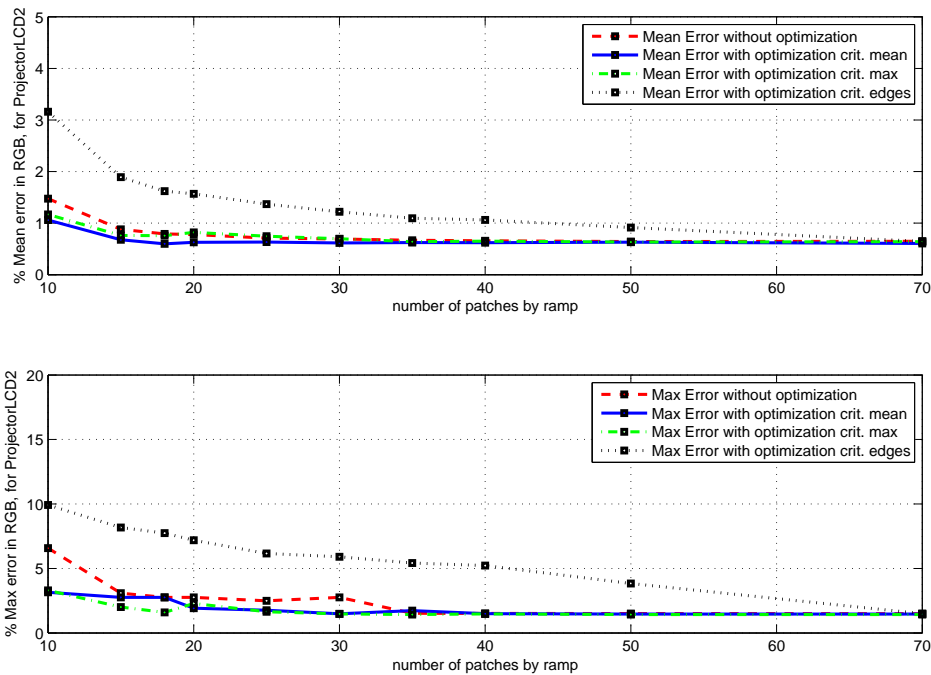 % Mean error in RGB, for ProjectorLCD2
5
4
3
2
1
0
Mean Error without optimization
Mean Error with optimization crit. mean
Mean Error with optimization crit. max
Mean Error with optimization crit. edges
10 20 30 40 50 60 70
number of patches by ramp
% Max error in RGB, for ProjectorLCD2
20
15
10
5
0
Max Error without optimization
Max Error with optimization crit. mean
Max Error with optimization crit. max
Max Error with optimization crit. edges
10 20 30 40 50 60 70
number of patches by ramp